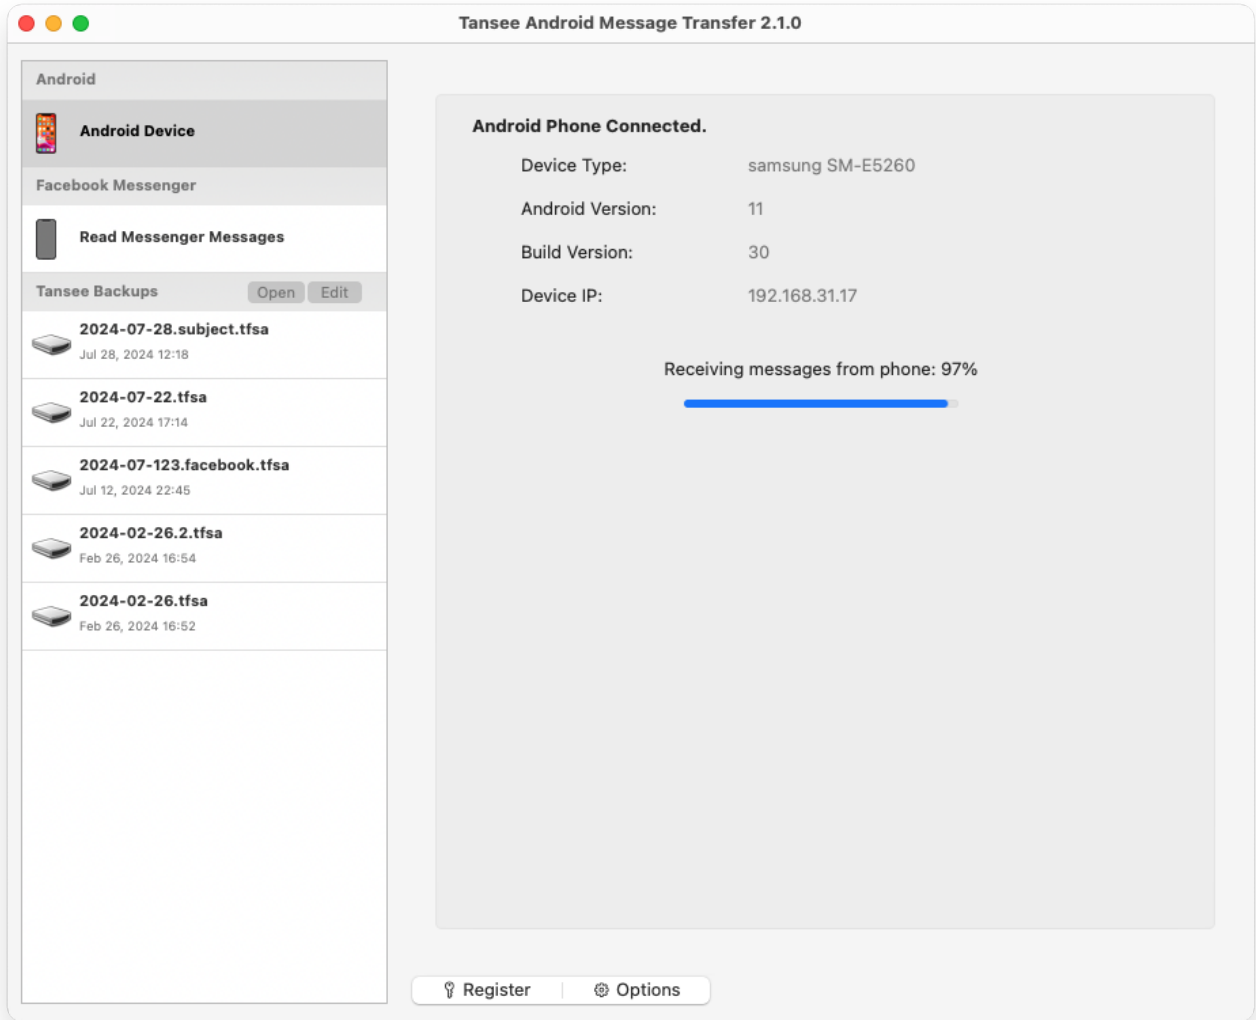 Tansee Android Message Transfer 2.1.0
Android
Android Device
Facebook Messenger
Read Messenger Messages
Tansee Backups Open Edit
2024-07-28.subject.tfsa
Jul 28, 2024 12:18
2024-07-22.tfsa
Jul 22, 2024 17:14
2024-07-123.facebook.tfsa
Jul 12, 2024 22:45
2024-02-26.2.tfsa
Feb 26, 2024 16:54
2024-02-26.tfsa
Feb 26, 2024 16:52
Android Phone Connected.
Device Type: samsung SM-E5260
Android Version: 11
Build Version: 30
Device IP: 192.168.31.17
Receiving messages from phone: 97%
Register Options